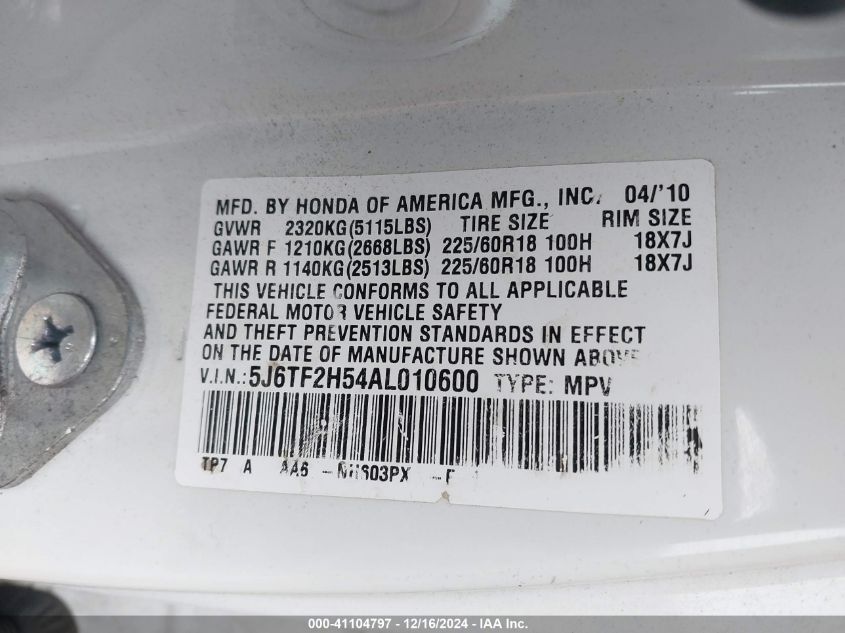 MFD. BY HONDA OF AMERICA MFG., INC. 04/'10
GVWR 2320KG(5115LBS) TIRE SIZE RIM SIZE
GAWR F 1210KG(2668LBS) 225/60R18 100H 18X7J
GAWR R 1140KG(2513LBS) 225/60R18 100H 18X7J
THIS VEHICLE CONFORMS TO ALL APPLICABLE
FEDERAL MOTOR VEHICLE SAFETY
AND THEFT PREVENTION STANDARDS IN EFFECT
ON THE DATE OF MANUFACTURE SHOWN ABOVE
V.I.N.: 5J6TF2H54AL010600 TYPE: MPV
TP7 A AA6 - NH603PX - F
000-41104797 - 12/16/2024 - IAA Inc.